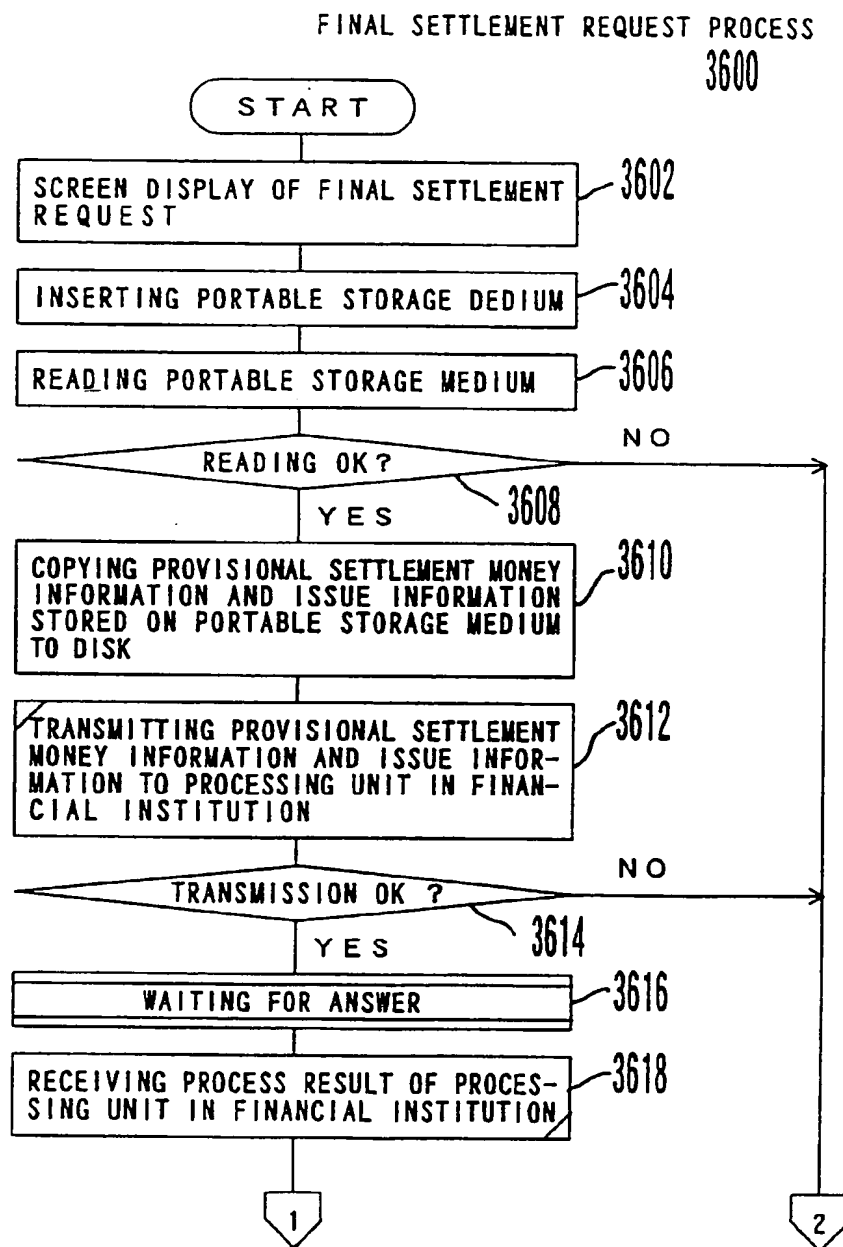 FINAL SETTLEMENT REQUEST PROCESS
3600
START
SCREEN DISPLAY OF FINAL SETTLEMENT
REQUEST
3602
INSERTING PORTABLE STORAGE DEDIUM
3604
READING PORTABLE STORAGE MEDIUM
3606
READING OK?
NO
3608
YES
COPYING PROVISIONAL SETTLEMENT MONEY
INFORMATION AND ISSUE INFORMATION
STORED ON PORTABLE STORAGE MEDIUM
TO DISK
3610
TRANSMITTING PROVISIONAL SETTLEMENT
MONEY INFORMATION AND ISSUE INFOR-
MATION TO PROCESSING UNIT IN FINAN-
CIAL INSTITUTION
3612
TRANSMISSION OK ?
NO
3614
YES
WAITING FOR ANSWER
3616
RECEIVING PROCESS RESULT OF PROCES-
SING UNIT IN FINANCIAL INSTITUTION
3618
1
2